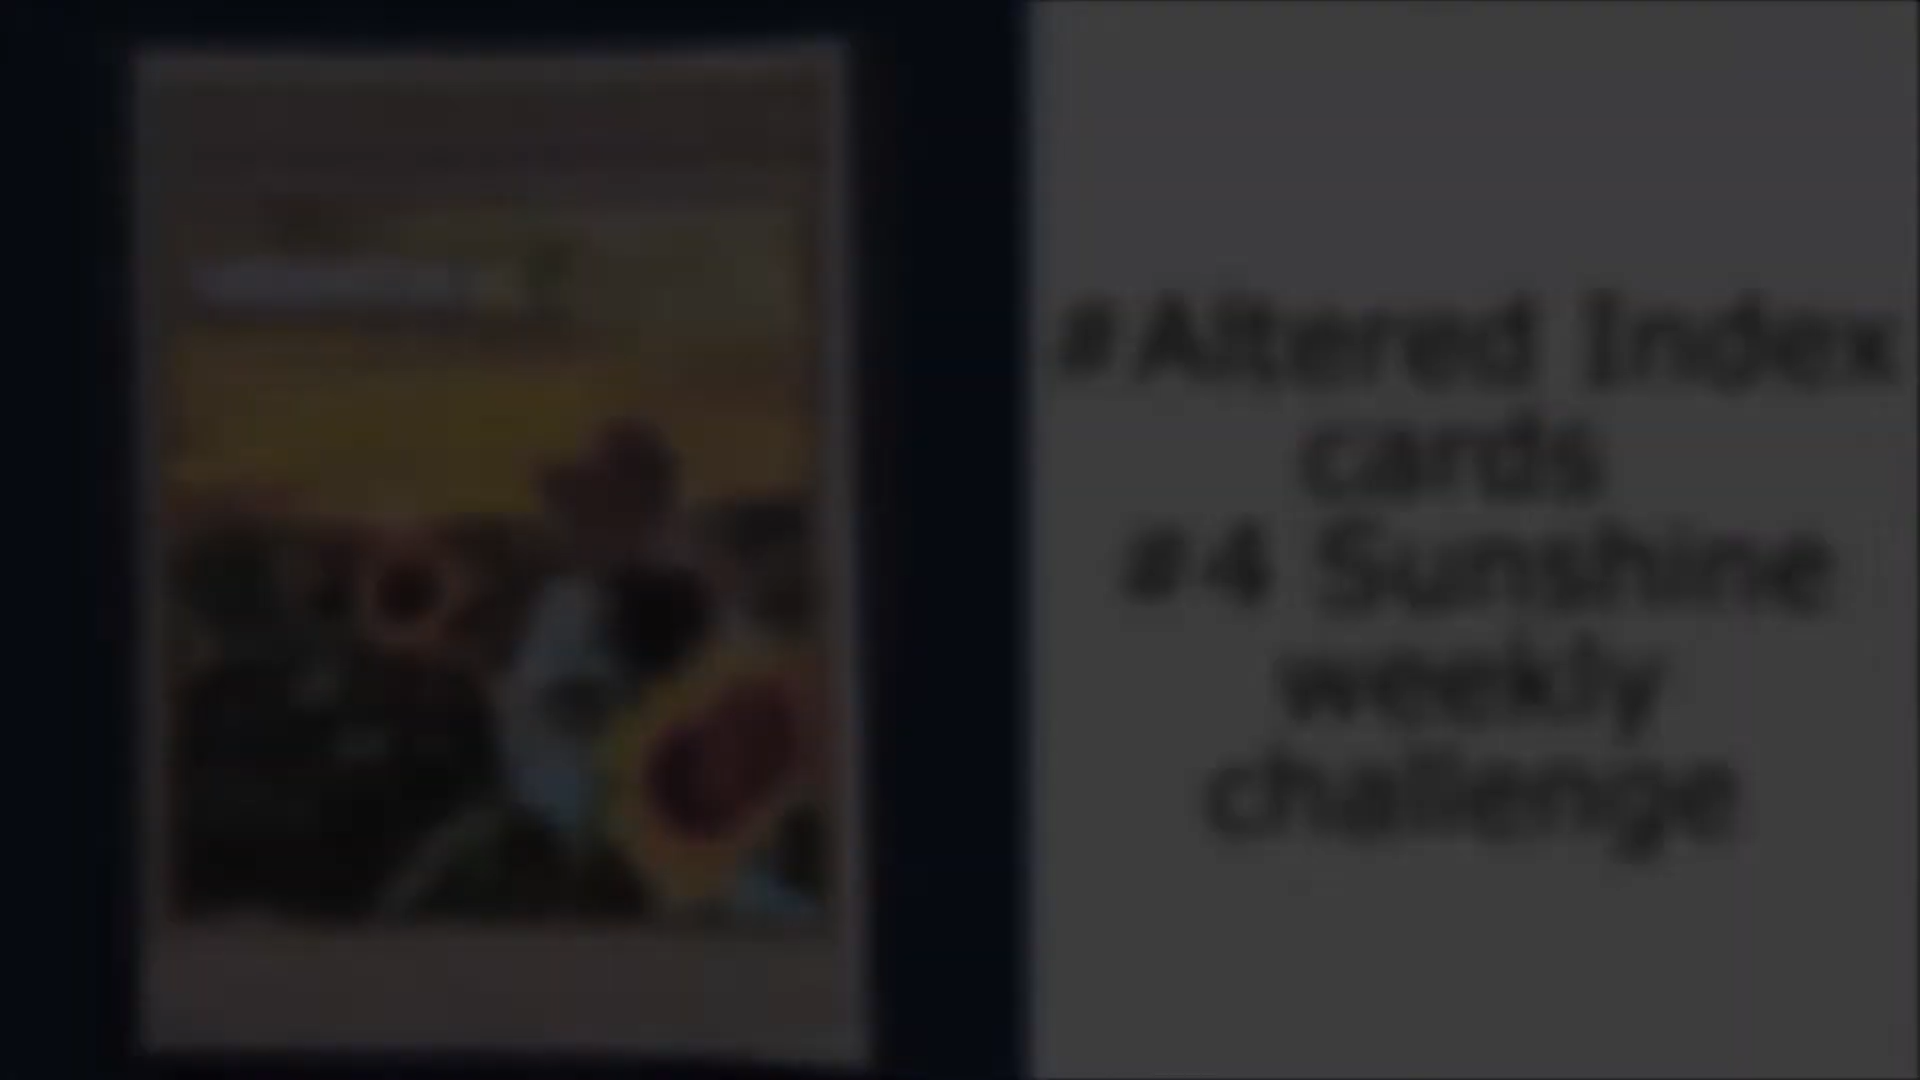 #Altered Index
cards
#4 Sunshine
weekly
challenge